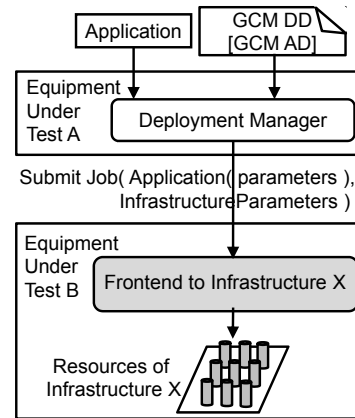 Application
GCM DD
[GCM AD]
Equipment
Under
Test A
Deployment Manager
Submit Job( Application( parameters ),
InfrastructureParameters )
Equipment
Under
Test B
Frontend to Infrastructure X
Resources of
Infrastructure X